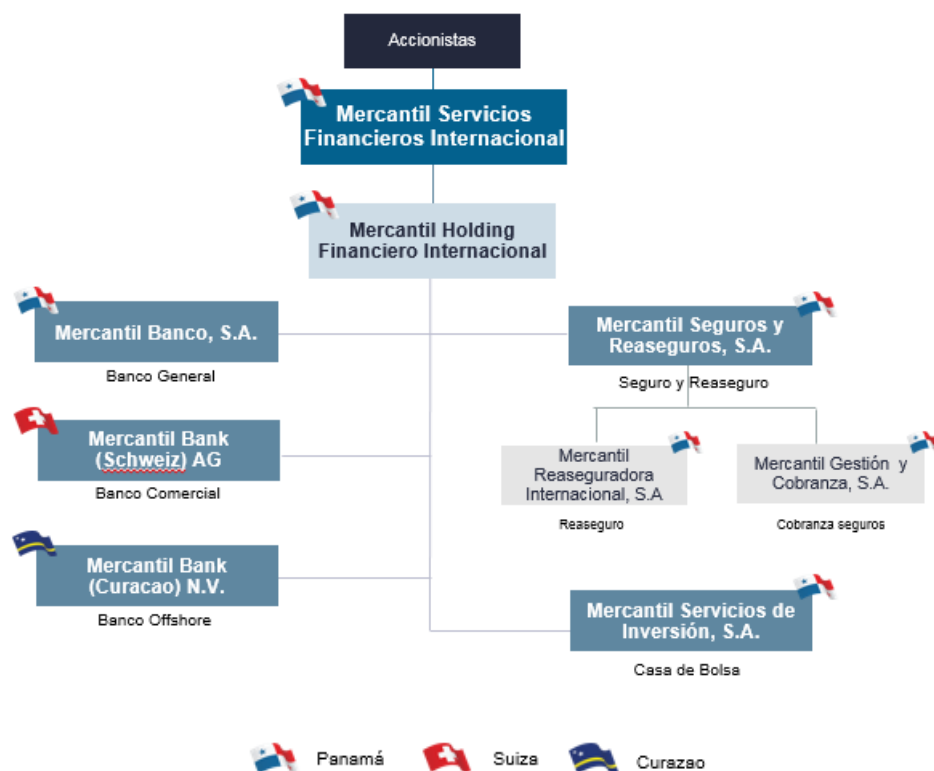 Accionistas
Mercantil Servicios
Financieros Internacional
Mercantil Holding
Financiero Internacional
Mercantil Banco, S.A.
Banco General
Mercantil Seguros y
Reaseguros, S.A.
Seguro y Reaseguro
Mercantil Bank
(Schweiz) AG
Banco Comercial
Mercantil
Reaseguradora
Internacional, S.A
Reaseguro
Mercantil Gestión y
Cobranza, S.A.
Cobranza seguros
Mercantil Bank
(Curacao) N.V.
Banco Offshore
Mercantil Servicios de
Inversión, S.A.
Casa de Bolsa
Panamá
Suiza
Curazao